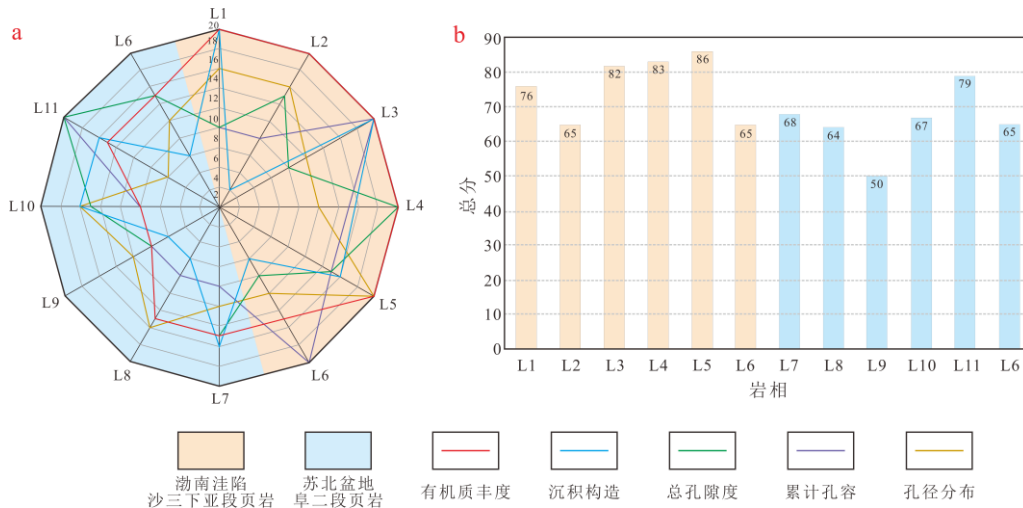 a
L1
L2
L3
L4
L5
L6
L7
L8
L9
L10
L11
L6
20
18
16
14
12
10
8
6
4
2
b
总分
90
80
70
60
50
40
30
20
10
0
76
65
82
83
86
65
68
64
50
67
79
65
L1 L2 L3 L4 L5 L6 L7 L8 L9 L10 L11 L6
岩相
渤南洼陷
沙三下亚段页岩
苏北盆地
阜二段页岩
有机质丰度
沉积构造
总孔隙度
累计孔容
孔径分布